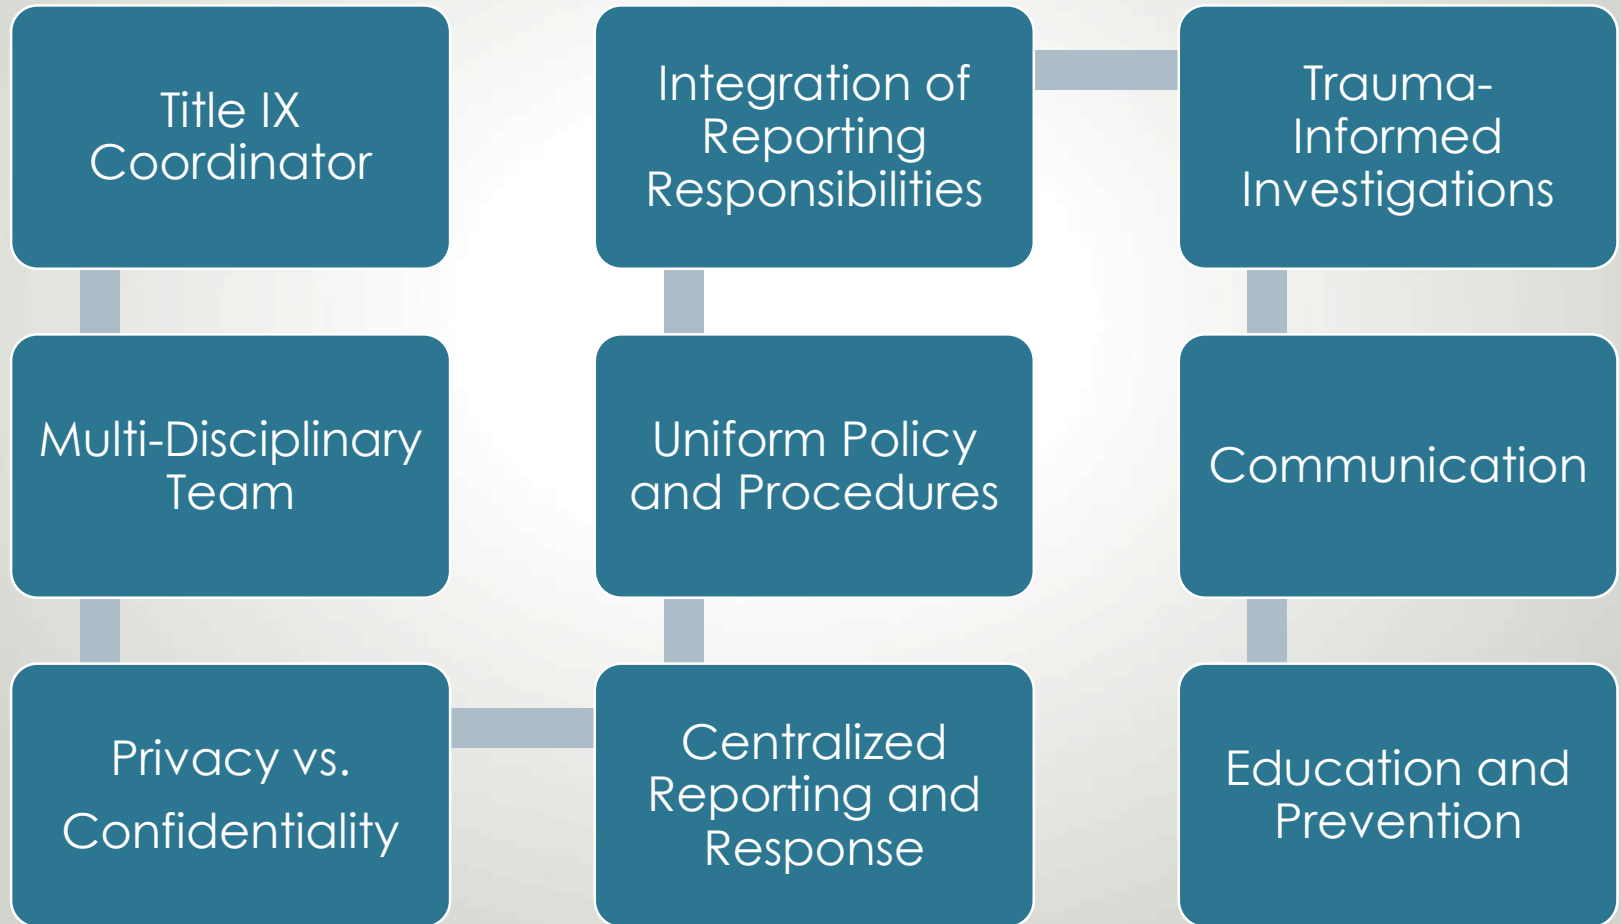 Title IX
Coordinator
Multi-Disciplinary
Team
Privacy vs.
Confidentiality
Centralized
Reporting and
Response
Uniform Policy
and Procedures
Integration of
Reporting
Responsibilities
Trauma-
Informed
Investigations
Communication
Education and
Prevention